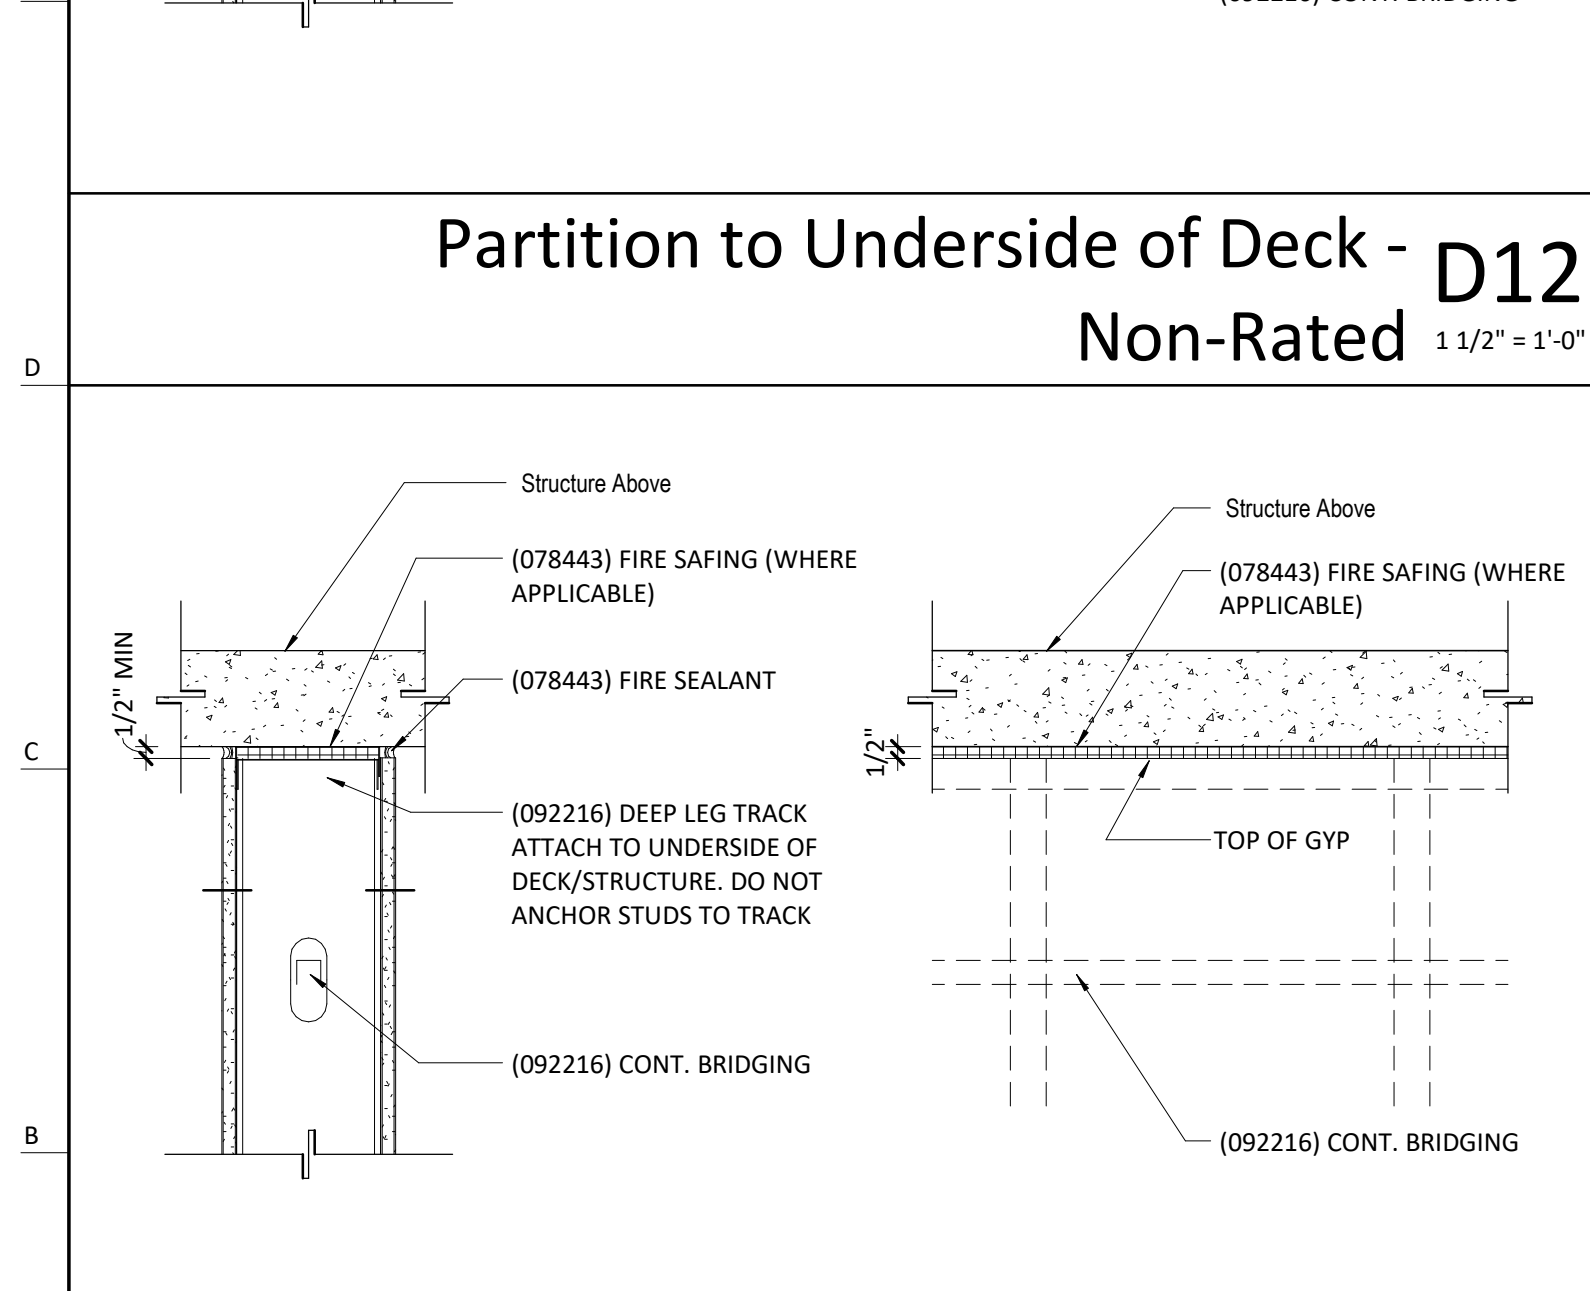 Partition to Underside of Deck -
Non-Rated
D12
1 1/2" = 1'-0"
D
C
B
Structure Above
(078443) FIRE SAFING (WHERE
APPLICABLE)
(078443) FIRE SEALANT
1/2" MIN
(092216) DEEP LEG TRACK
ATTACH TO UNDERSIDE OF
DECK/STRUCTURE. DO NOT
ANCHOR STUDS TO TRACK
(092216) CONT. BRIDGING
Structure Above
(078443) FIRE SAFING (WHERE
APPLICABLE)
1/2"
TOP OF GYP
(092216) CONT. BRIDGING